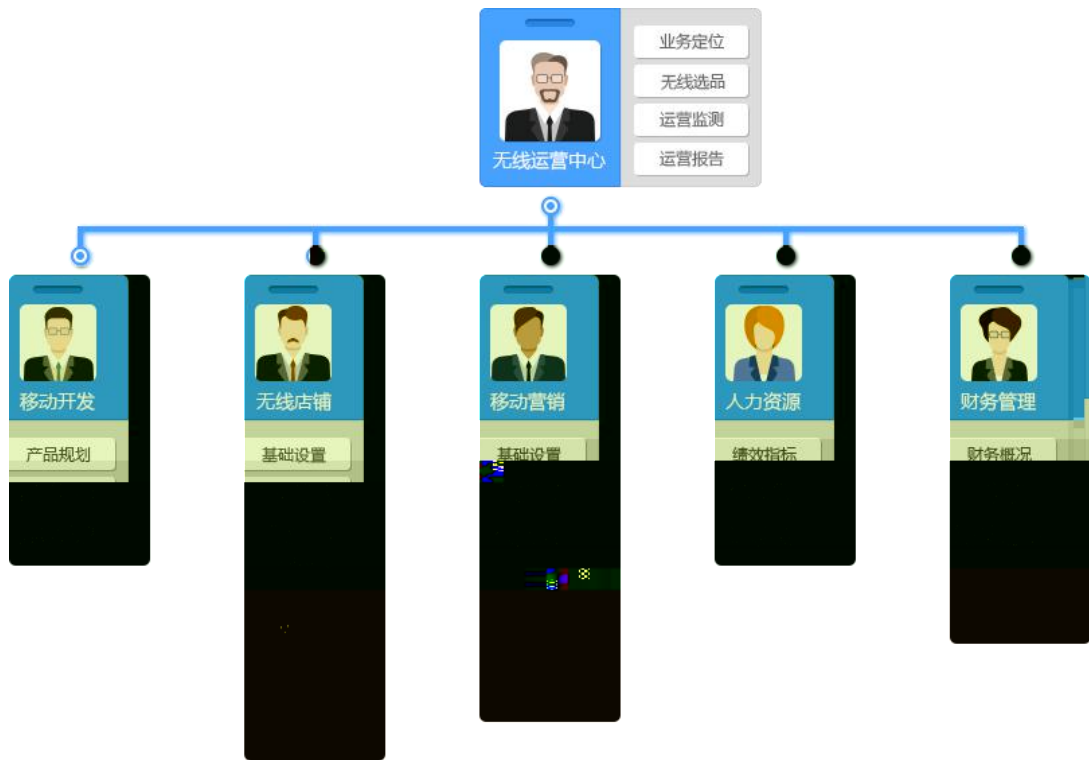 业务定位
无线选品
运营监测
运营报告
无线运营中心
移动开发
无线店铺
移动营销
人力资源
财务管理
产品规划
基础设置
基础设置
绩效指标
财务概况